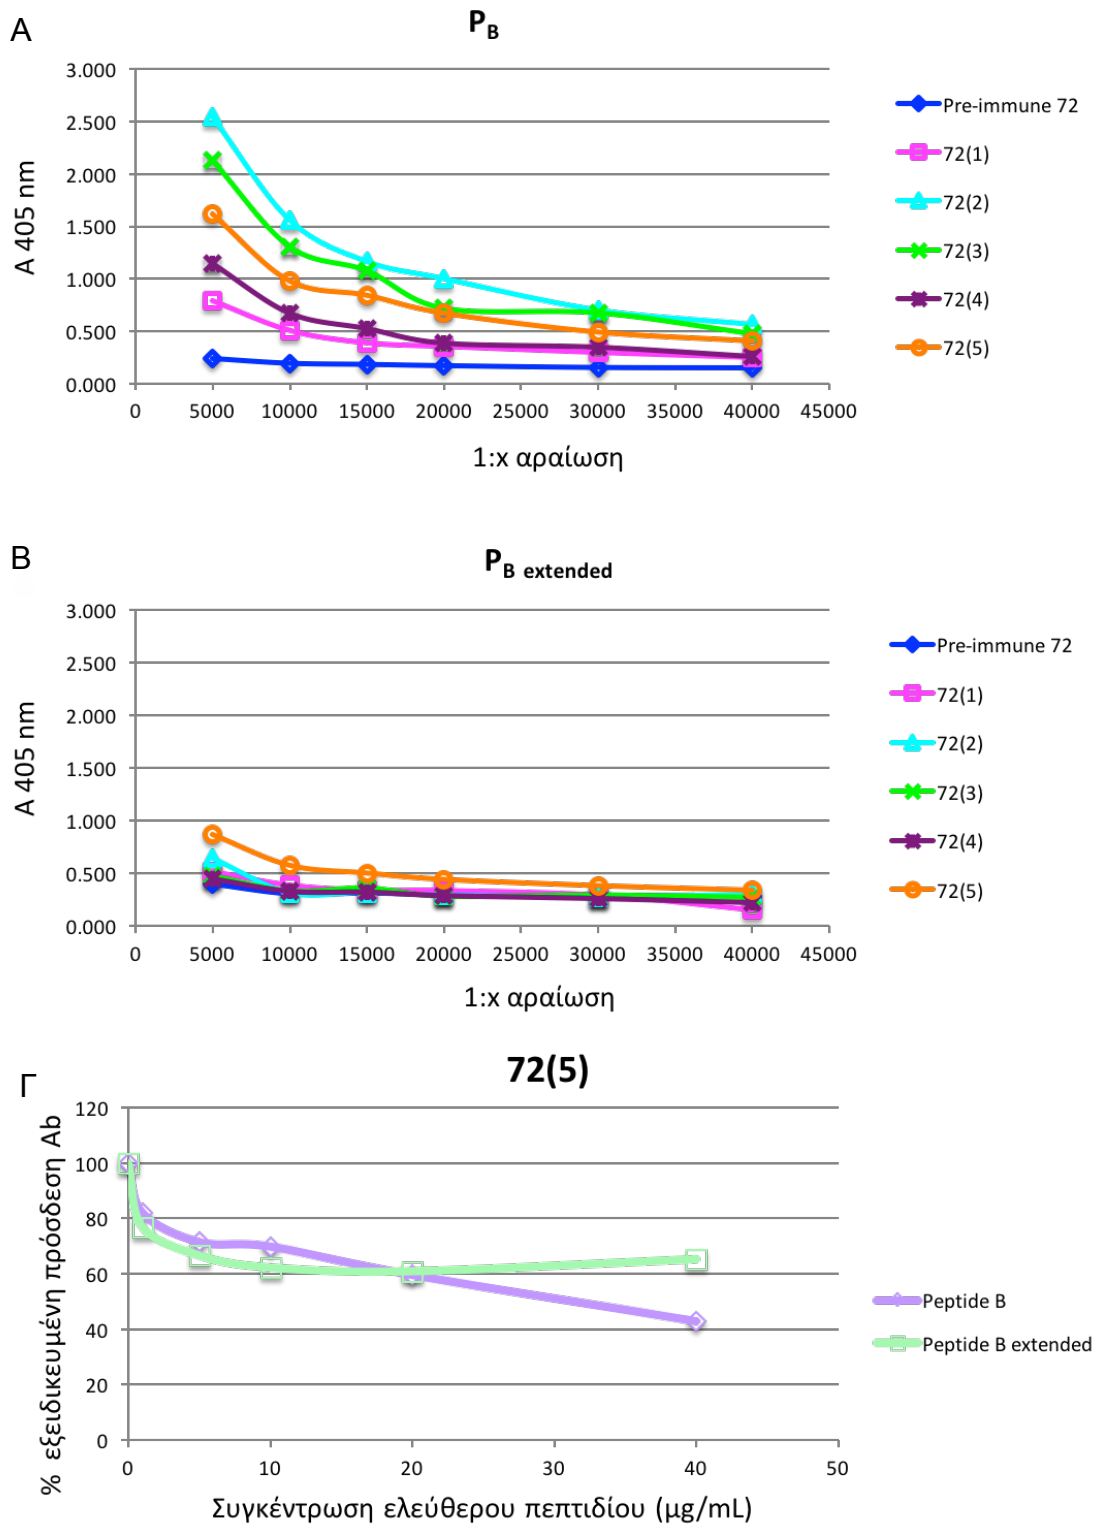 A
P_B
3.000
2.500
2.000
1.500
1.000
0.500
0.000
A 405 nm
0 5000 10000 15000 20000 25000 30000 35000 40000 45000
1:x αραίωση
Pre-immune 72
72(1)
72(2)
72(3)
72(4)
72(5)
B
P_B extended
3.000
2.500
2.000
1.500
1.000
0.500
0.000
A 405 nm
0 5000 10000 15000 20000 25000 30000 35000 40000 45000
1:x αραίωση
Pre-immune 72
72(1)
72(2)
72(3)
72(4)
72(5)
Γ
72(5)
120
100
80
60
40
20
0
% εξειδικευμένη πρόσδεση Ab
0 10 20 30 40 50
Συγκέντρωση ελεύθερου πεπτιδίου (μg/mL)
Peptide B
Peptide B extended